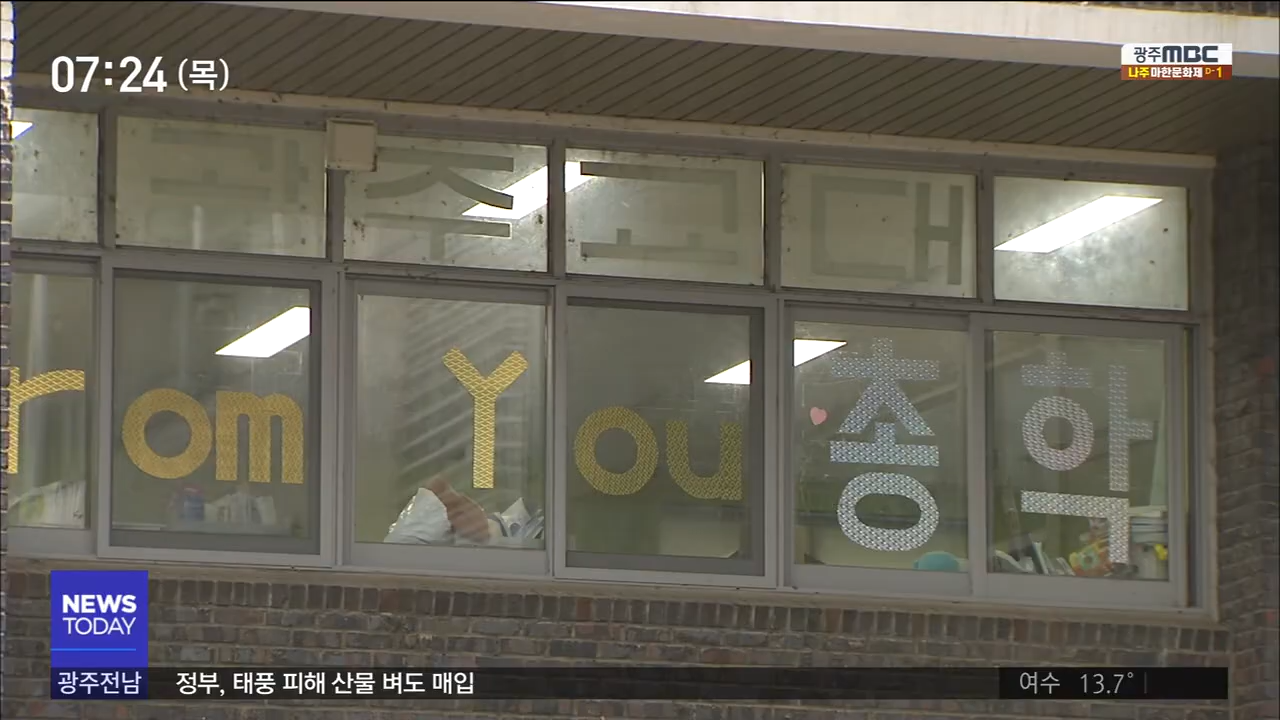 07:24 (목)
광주MBC
나주마한문화제 D-1
광주교대
rom You 총학
NEWS
TODAY
광주전남
정부, 태풍 피해 산물 벼도 매입
여수 13.7°